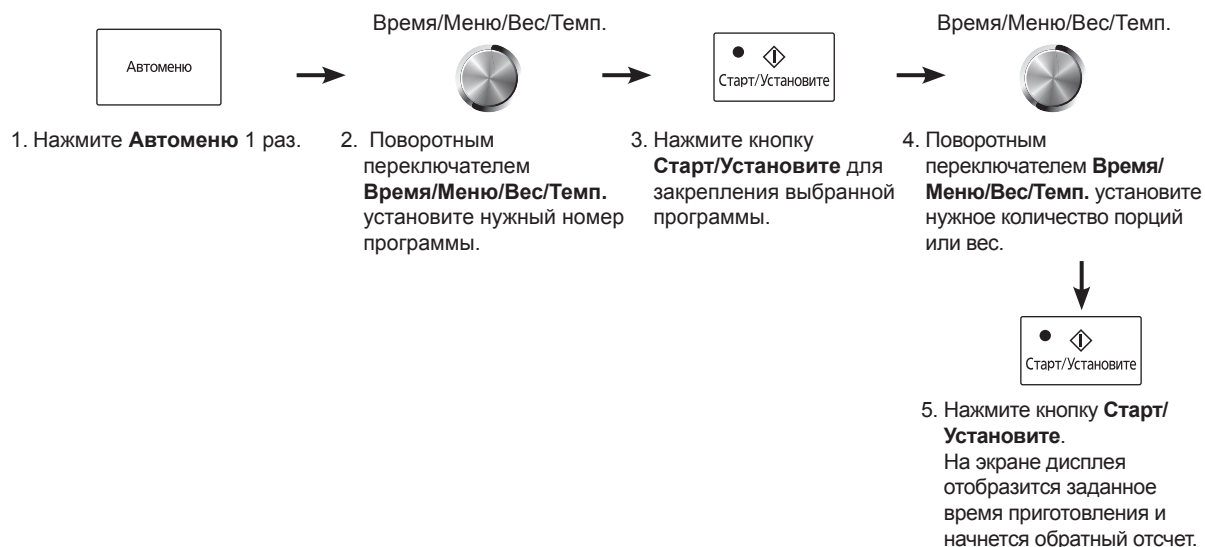 Время/Меню/Вес/Темп.
Время/Меню/Вес/Темп.
Автоменю
Старт/Установите
1. Нажмите Автоменю 1 раз.
2. Поворотным
переключателем
Время/Меню/Вес/Темп.
установите нужный номер
программы.
3. Нажмите кнопку
Старт/Установите для
закрепления выбранной
программы.
4. Поворотным
переключателем Время/
Меню/Вес/Темп. установите
нужное количество порций
или вес.
Старт/Установите
5. Нажмите кнопку Старт/
Установите.
На экране дисплея
отобразится заданное
время приготовления и
начнется обратный отсчет.